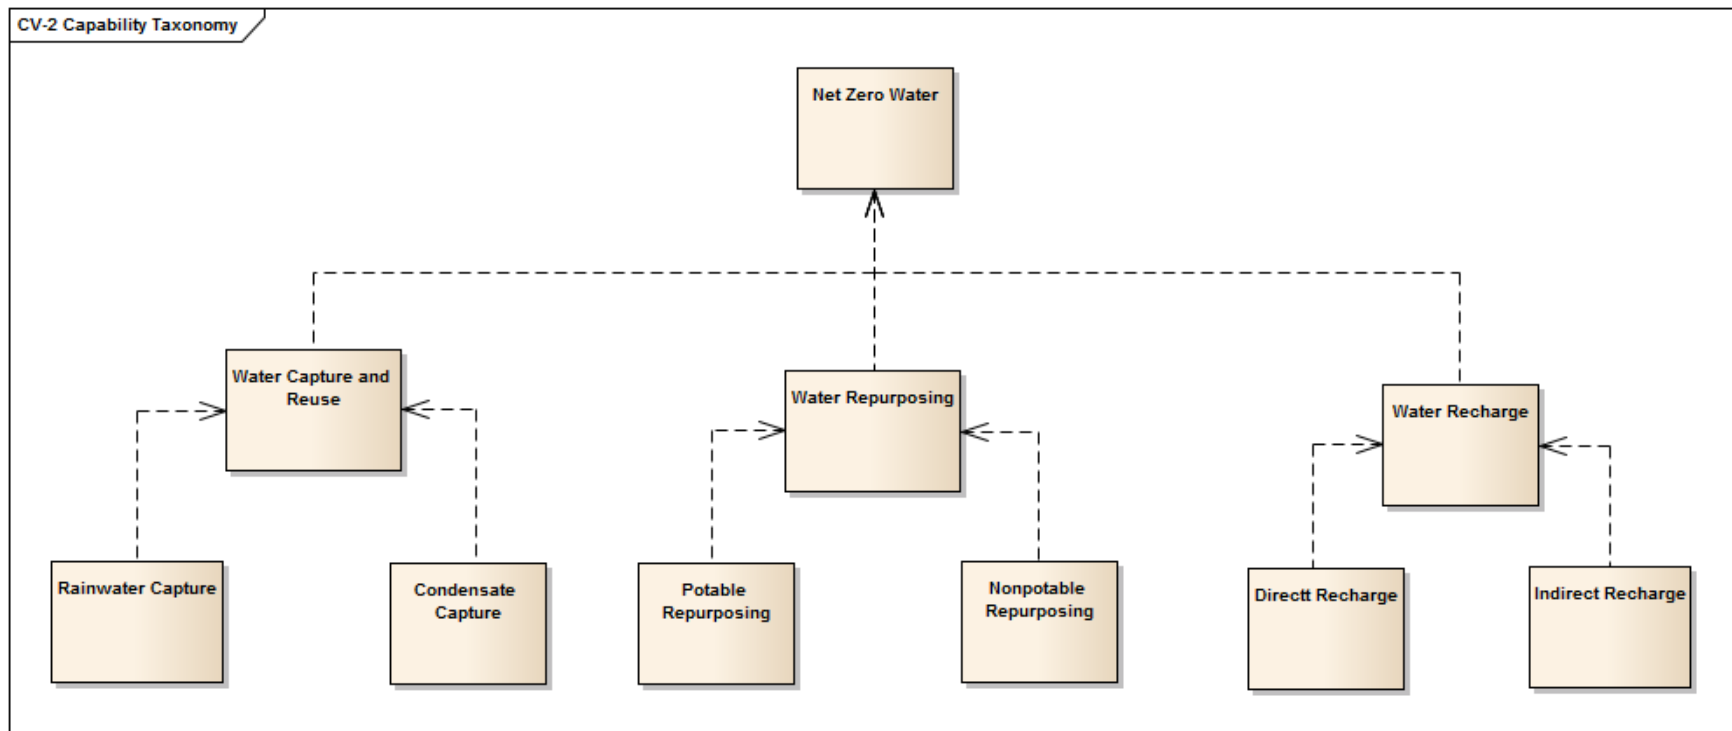 CV-2 Capability Taxonomy
Net Zero Water
Water Capture and
Reuse
Water Repurposing
Water Recharge
Rainwater Capture
Condensate
Capture
Potable
Repurposing
Nonpotable
Repurposing
Directt Recharge
Indirect Recharge